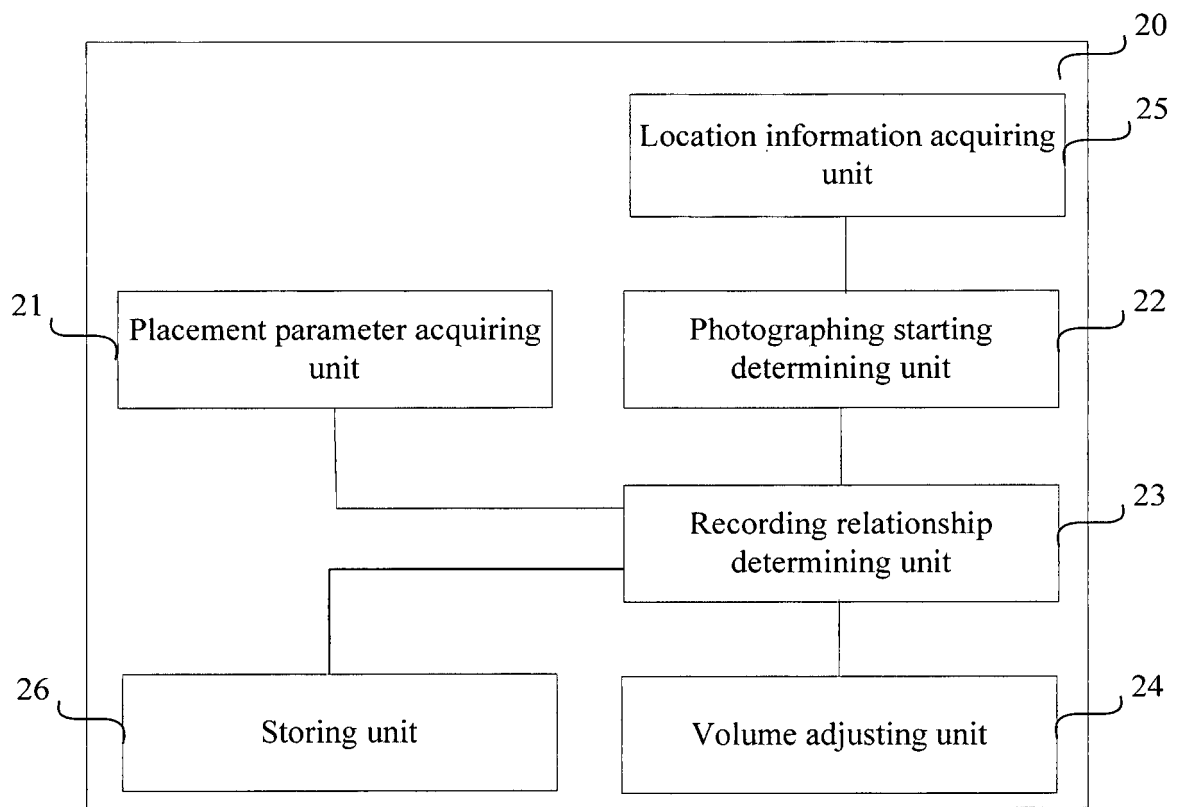 20
25
Location information acquiring
unit
21
Placement parameter acquiring
unit
22
Photographing starting
determining unit
23
Recording relationship
determining unit
26
Storing unit
24
Volume adjusting unit